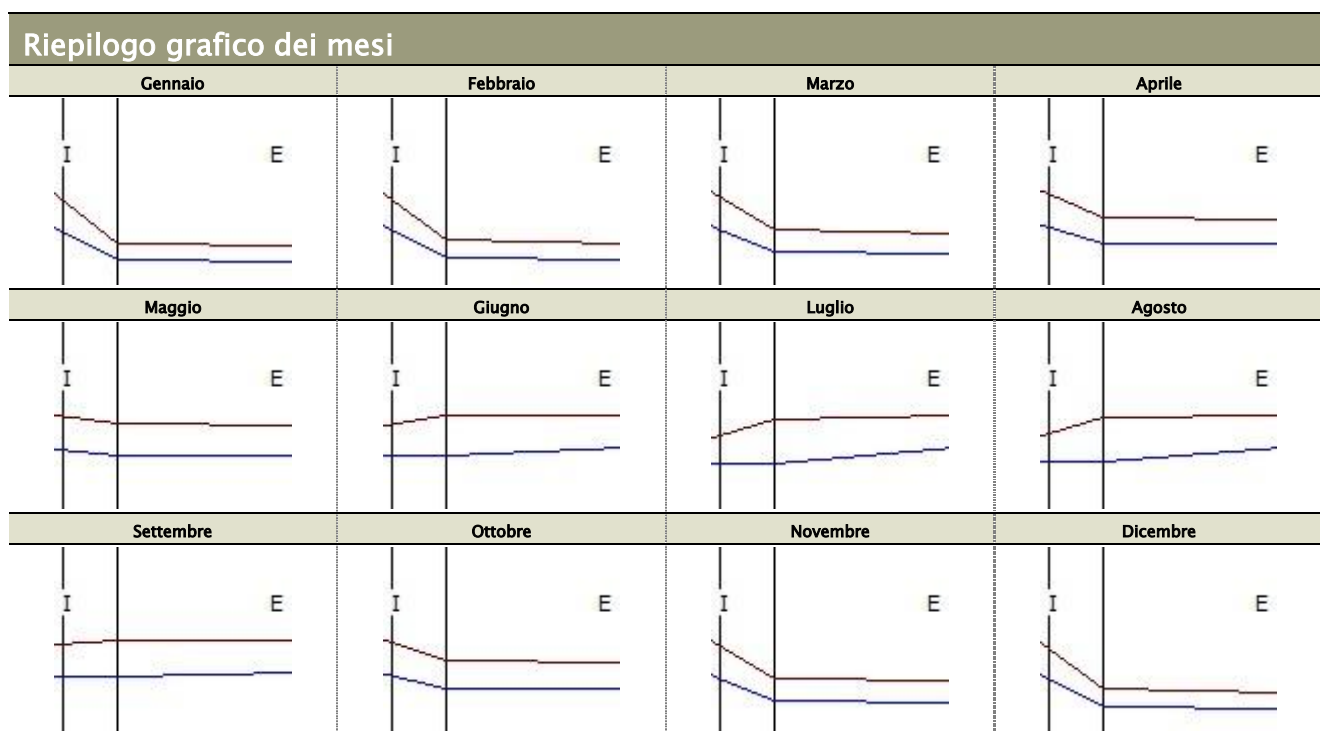 Riepilogo grafico dei mesi
Gennaio Febbraio Marzo Aprile
I E I E I E I E
Maggio Giugno Luglio Agosto
I E I E I E I E
Settembre Ottobre Novembre Dicembre
I E I E I E I E